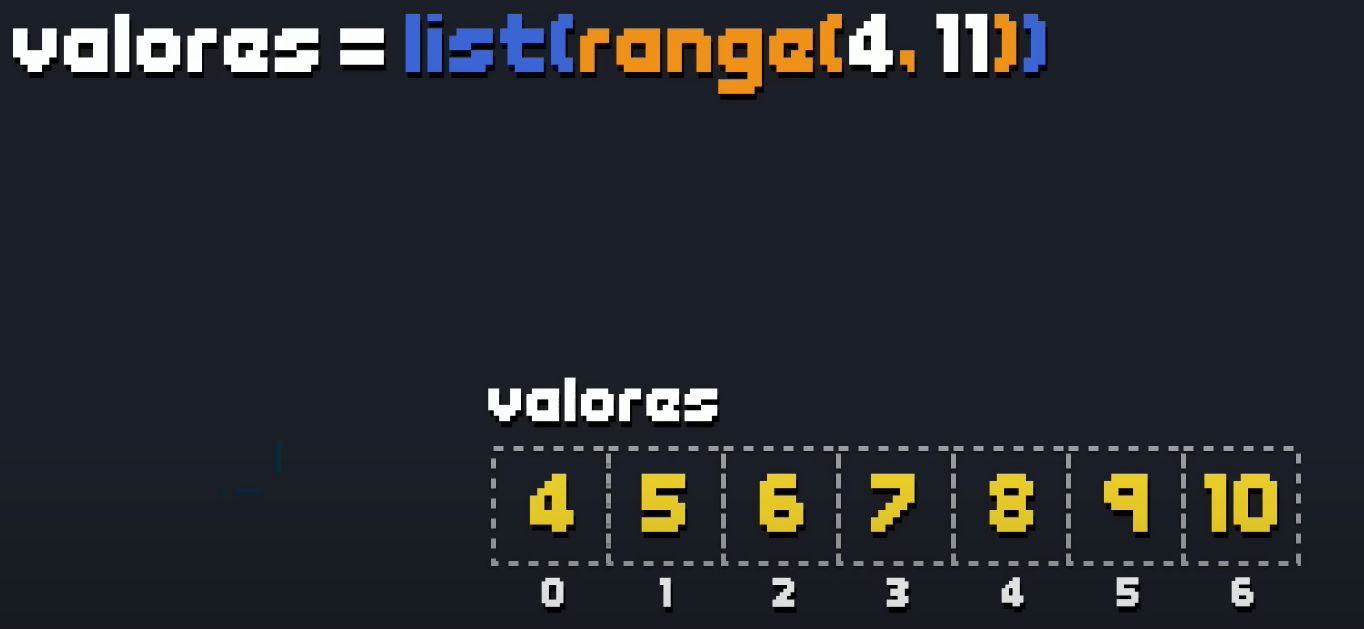 valores = list(range(4, 11))
valores
4 5 6 7 8 9 10
0 1 2 3 4 5 6